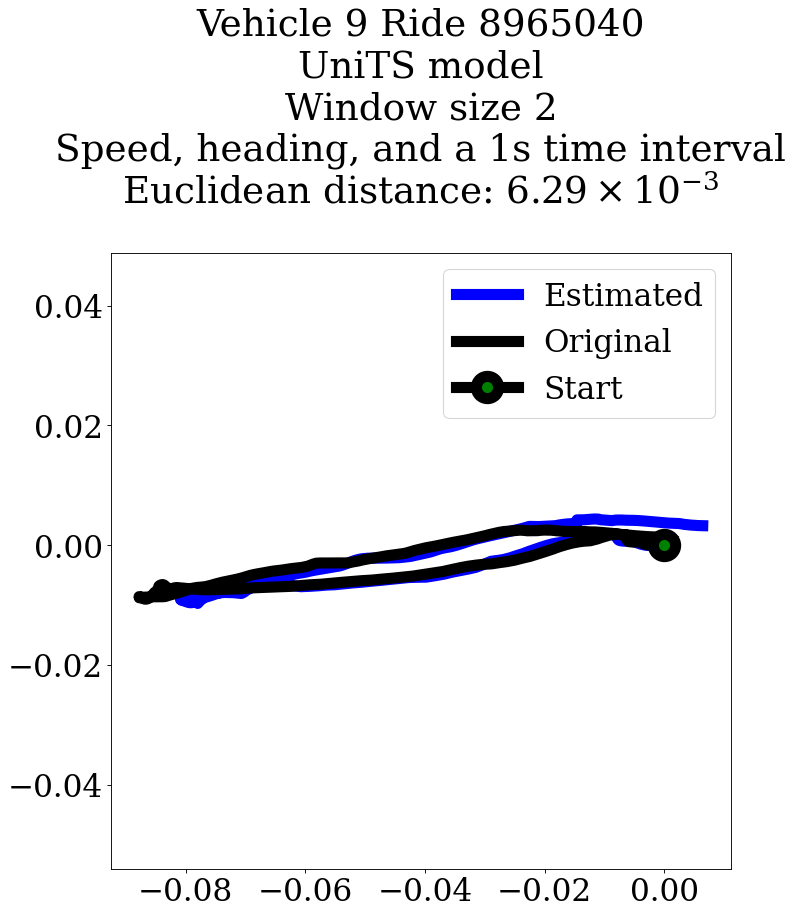 Vehicle 9 Ride 8965040
UniTS model
Window size 2
Speed, heading, and a 1s time interval
Euclidean distance: 6.29 × 10⁻³
Estimated
Original
Start
0.04
0.02
0.00
−0.02
−0.04
−0.08 −0.06 −0.04 −0.02 0.00